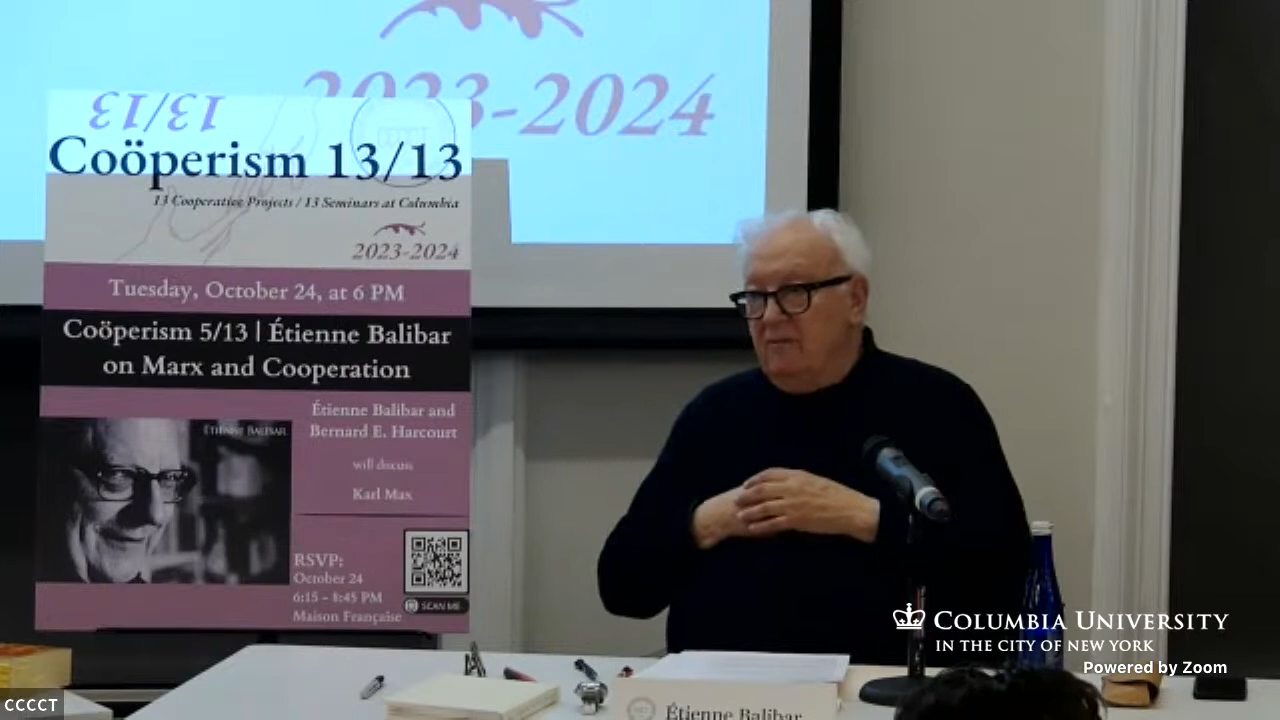 2023-2024
13/13
Coöperism 13/13
13 Cooperative Projects / 13 Seminars at Columbia
2023-2024
Tuesday, October 24, at 6 PM
Coöperism 5/13 | Étienne Balibar
on Marx and Cooperation
Étienne Balibar and
Bernard E. Harcourt
will discuss
Karl Max
ÉTIENNE BALIBAR
RSVP:
October 24
6:15 - 8:45 PM
Maison Française
SCAN ME
Étienne Balibar
COLUMBIA UNIVERSITY
IN THE CITY OF NEW YORK
Powered by Zoom
CCCCT